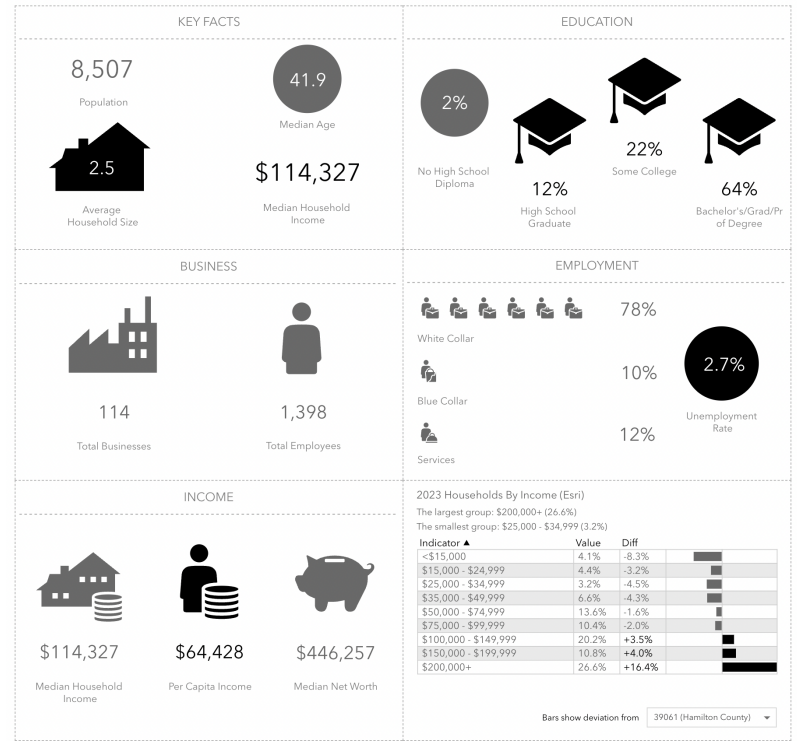 KEY FACTS
8,507
Population
41.9
Median Age
2.5
Average
Household Size
$114,327
Median Household
Income
EDUCATION
2%
No High School
Diploma
12%
High School
Graduate
22%
Some College
64%
Bachelor's/Grad/Pr
of Degree
BUSINESS
114
Total Businesses
1,398
Total Employees
EMPLOYMENT
78%
White Collar
10%
Blue Collar
12%
Services
2.7%
Unemployment
Rate
INCOME
$114,327
Median Household
Income
$64,428
Per Capita Income
$446,257
Median Net Worth
2023 Households By Income (Esri)
The largest group: $200,000+ (26.6%)
The smallest group: $25,000 - $34,999 (3.2%)
Indicator ▲ Value Diff
<$15,000 4.1% -8.3%
$15,000 - $24,999 4.4% -3.2%
$25,000 - $34,999 3.2% -4.5%
$35,000 - $49,999 6.6% -4.3%
$50,000 - $74,999 13.6% -1.6%
$75,000 - $99,999 10.4% -2.0%
$100,000 - $149,999 20.2% +3.5%
$150,000 - $199,999 10.8% +4.0%
$200,000+ 26.6% +16.4%
Bars show deviation from 39061 (Hamilton County)